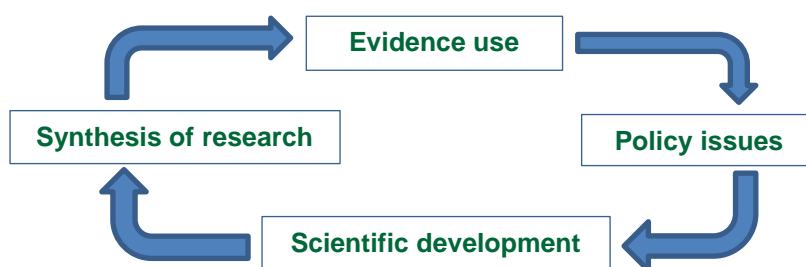 Evidence use
Synthesis of research
Policy issues
Scientific development